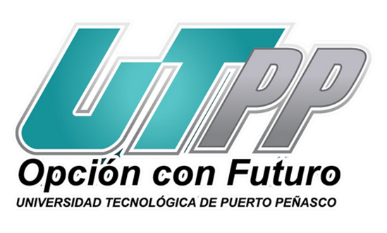 UTPP
Opción con Futuro
UNIVERSIDAD TECNOLÓGICA DE PUERTO PEÑASCO